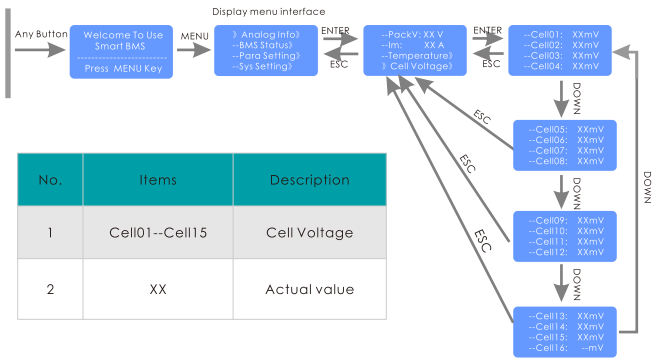 Display menu interface
Any Button
Welcome To Use
Smart BMS
Press MENU Key
MENU
》Analog Info》
--BMS Status》
--Para Setting》
--Sys Setting》
ENTER
ESC
--PackV: XX V
--Im: XX A
--Temperature》
》Cell Voltage》
ENTER
ESC
--Cell01: XXmV
--Cell02: XXmV
--Cell03: XXmV
--Cell04: XXmV
DOWN
ESC
--Cell05: XXmV
--Cell06: XXmV
--Cell07: XXmV
--Cell08: XXmV
DOWN
ESC
--Cell09: XXmV
--Cell10: XXmV
--Cell11: XXmV
--Cell12: XXmV
DOWN
ESC
--Cell13: XXmV
--Cell14: XXmV
--Cell15: XXmV
--Cell16: --mV
DOWN
No. Items Description
1 Cell01--Cell15 Cell Voltage
2 XX Actual value